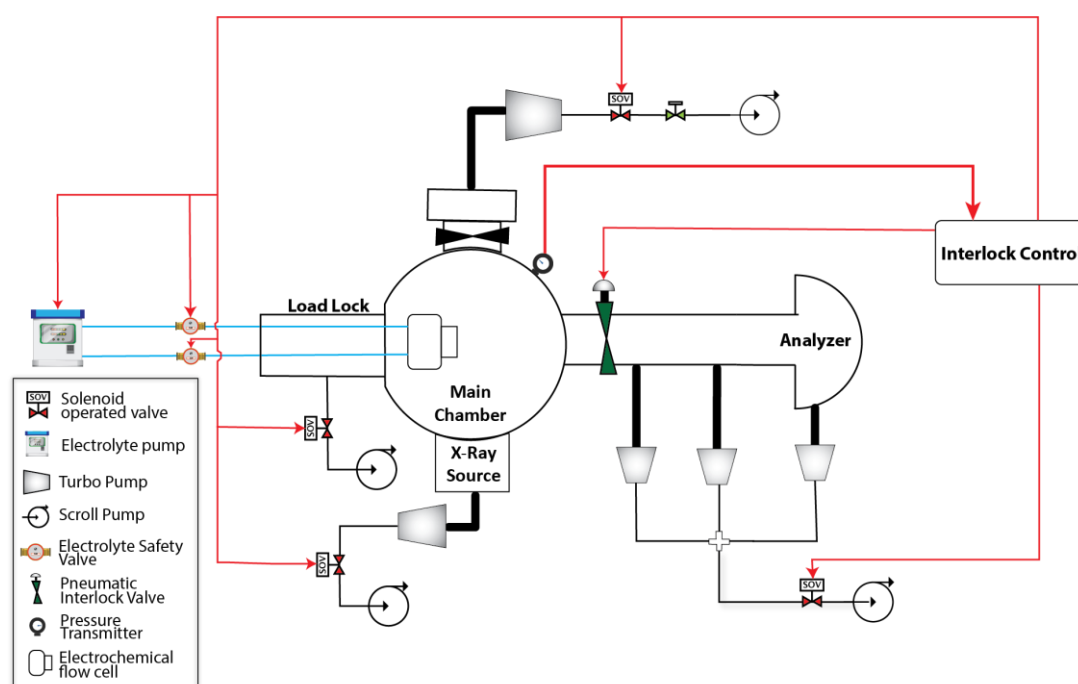 SOV
Interlock Control
Load Lock
Analyzer
Main
Chamber
SOV
X-Ray
Source
SOV
SOV
SOV
Solenoid
operated valve
Electrolyte pump
Turbo Pump
Scroll Pump
Electrolyte Safety
Valve
Pneumatic
Interlock Valve
Pressure
Transmitter
Electrochemical
flow cell